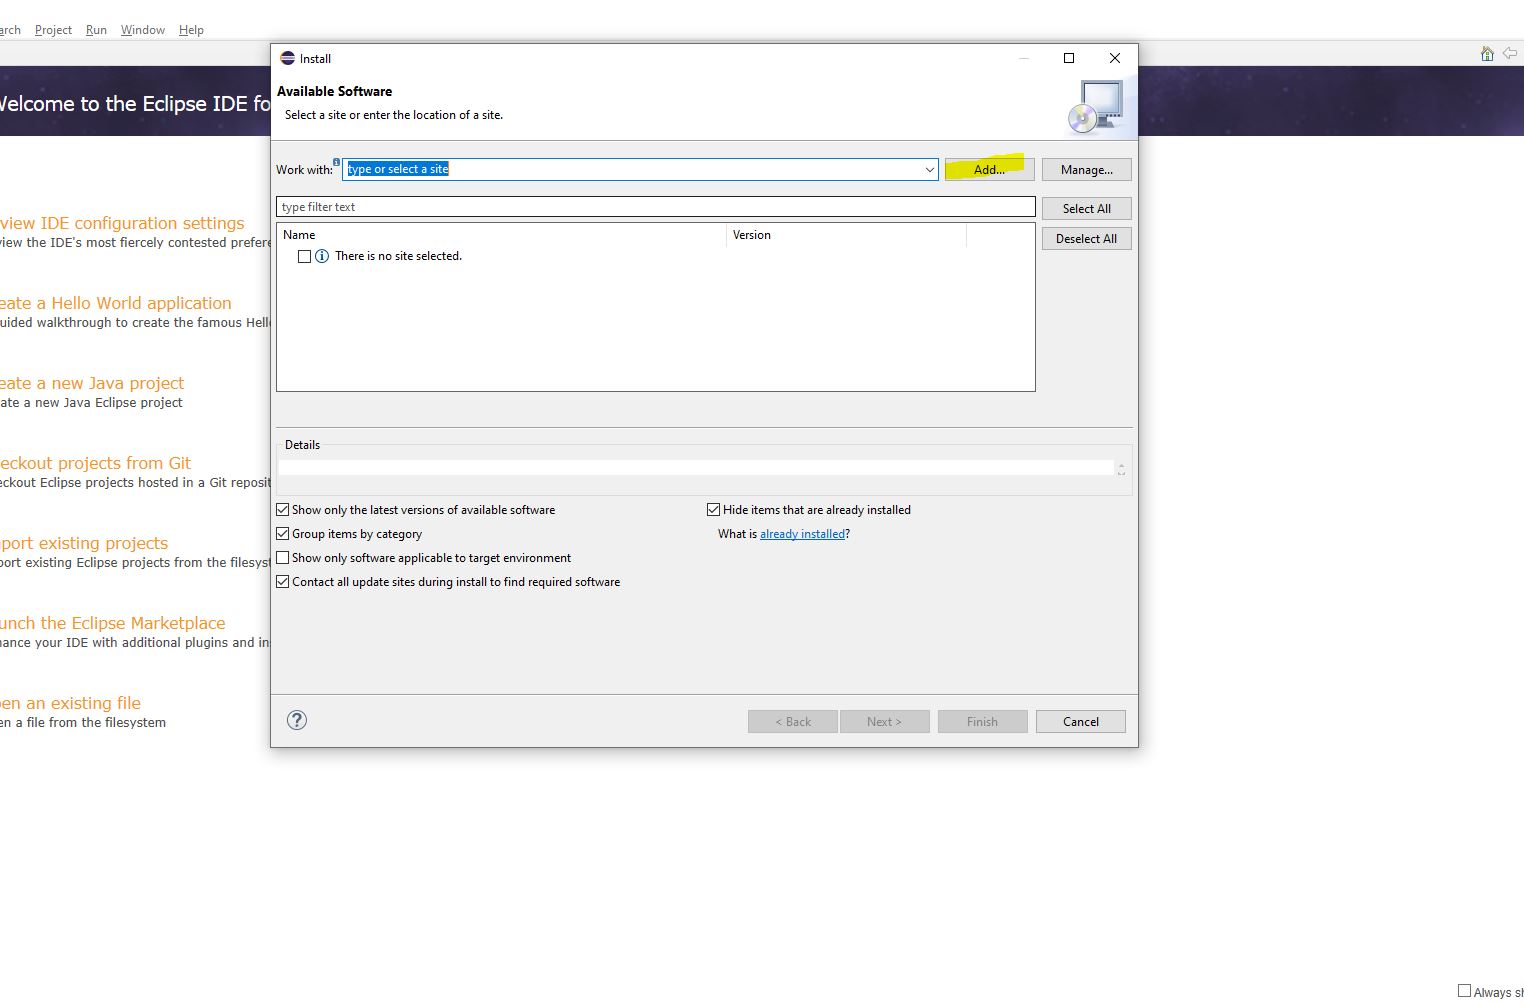 arch Project Run Window Help
Install
Welcome to the Eclipse IDE fo
Available Software
Select a site or enter the location of a site.
Work with: type or select a site Add... Manage...
type filter text Select All
Name Version
Deselect All
There is no site selected.
view IDE configuration settings
view the IDE's most fiercely contested prefere
eate a Hello World application
uided walkthrough to create the famous Hell
eate a new Java project
ate a new Java Eclipse project
eckout projects from Git
eckout Eclipse projects hosted in a Git reposit
port existing projects
port existing Eclipse projects from the filesyst
unch the Eclipse Marketplace
hance your IDE with additional plugins and in
pen an existing file
en a file from the filesystem
Details
Show only the latest versions of available software
Hide items that are already installed
Group items by category
What is already installed?
Show only software applicable to target environment
Contact all update sites during install to find required software
? < Back Next > Finish Cancel
Always sh